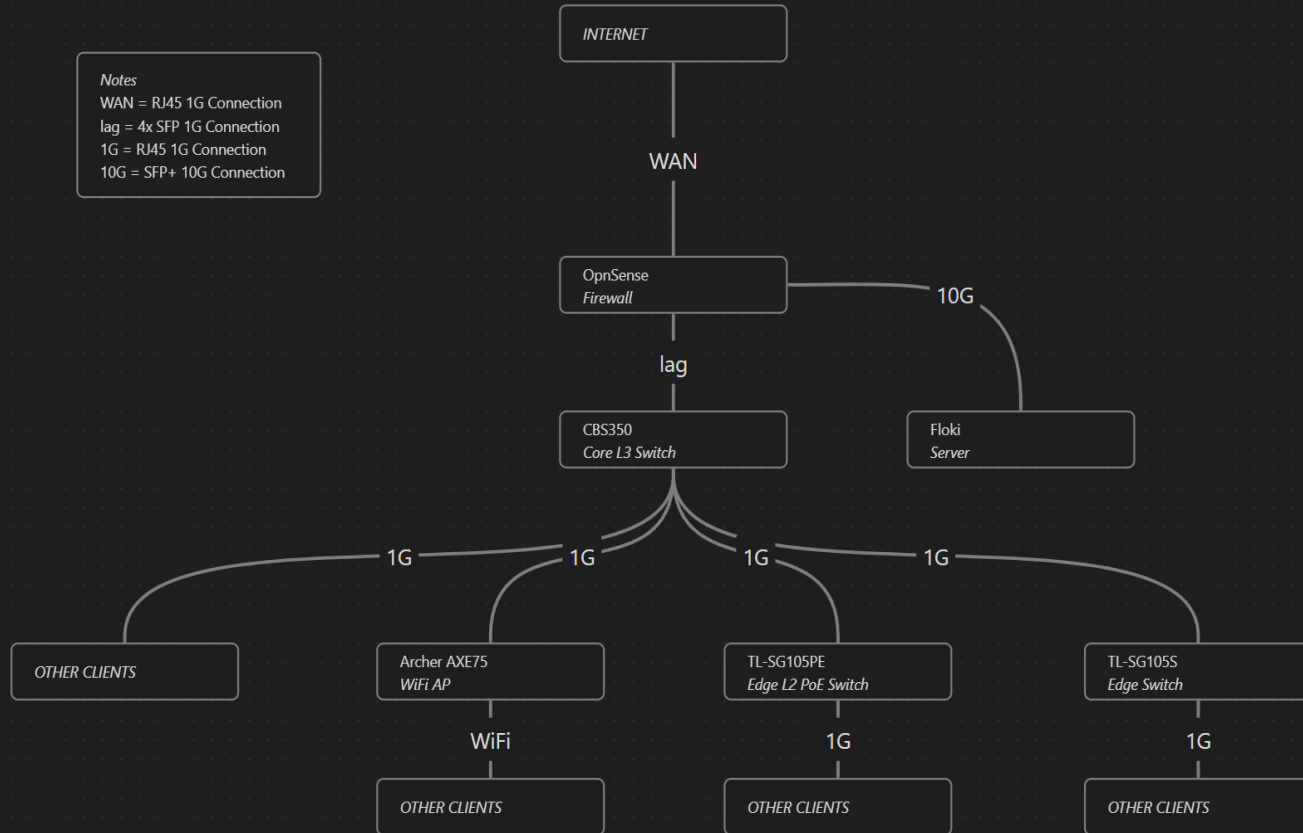 INTERNET
Notes
WAN = RJ45 1G Connection
lag = 4x SFP 1G Connection
1G = RJ45 1G Connection
10G = SFP+ 10G Connection
WAN
OpnSense
Firewall
10G
lag
CBS350
Core L3 Switch
Floki
Server
1G
1G
1G
1G
OTHER CLIENTS
Archer AXE75
WiFi AP
TL-SG105PE
Edge L2 PoE Switch
TL-SG105S
Edge Switch
WiFi
1G
1G
OTHER CLIENTS
OTHER CLIENTS
OTHER CLIENTS